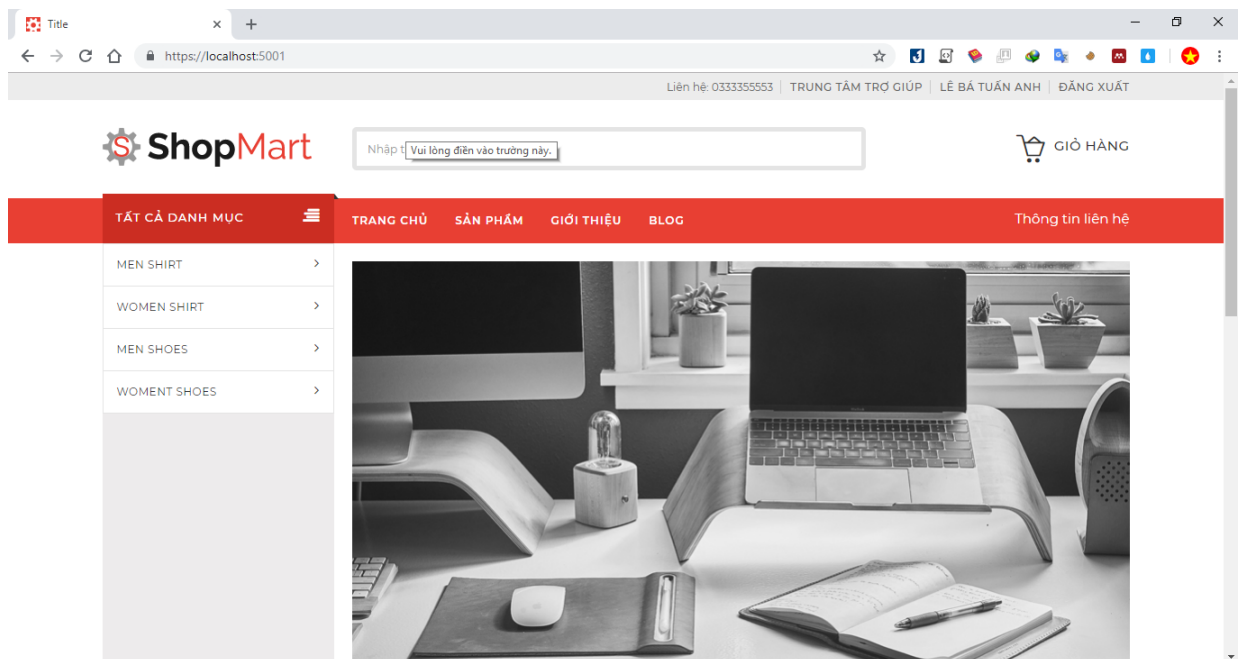 Title
https://localhost:5001
Liên hệ: 0333355553 TRUNG TÂM TRỢ GIÚP LÊ BÁ TUẤN ANH ĐĂNG XUẤT
ShopMart
Nhập t
Vui lòng điền vào trường này.
GIỎ HÀNG
TẤT CẢ DANH MỤC
TRANG CHỦ SẢN PHẨM GIỚI THIỆU BLOG
Thông tin liên hệ
MEN SHIRT
WOMEN SHIRT
MEN SHOES
WOMENT SHOES